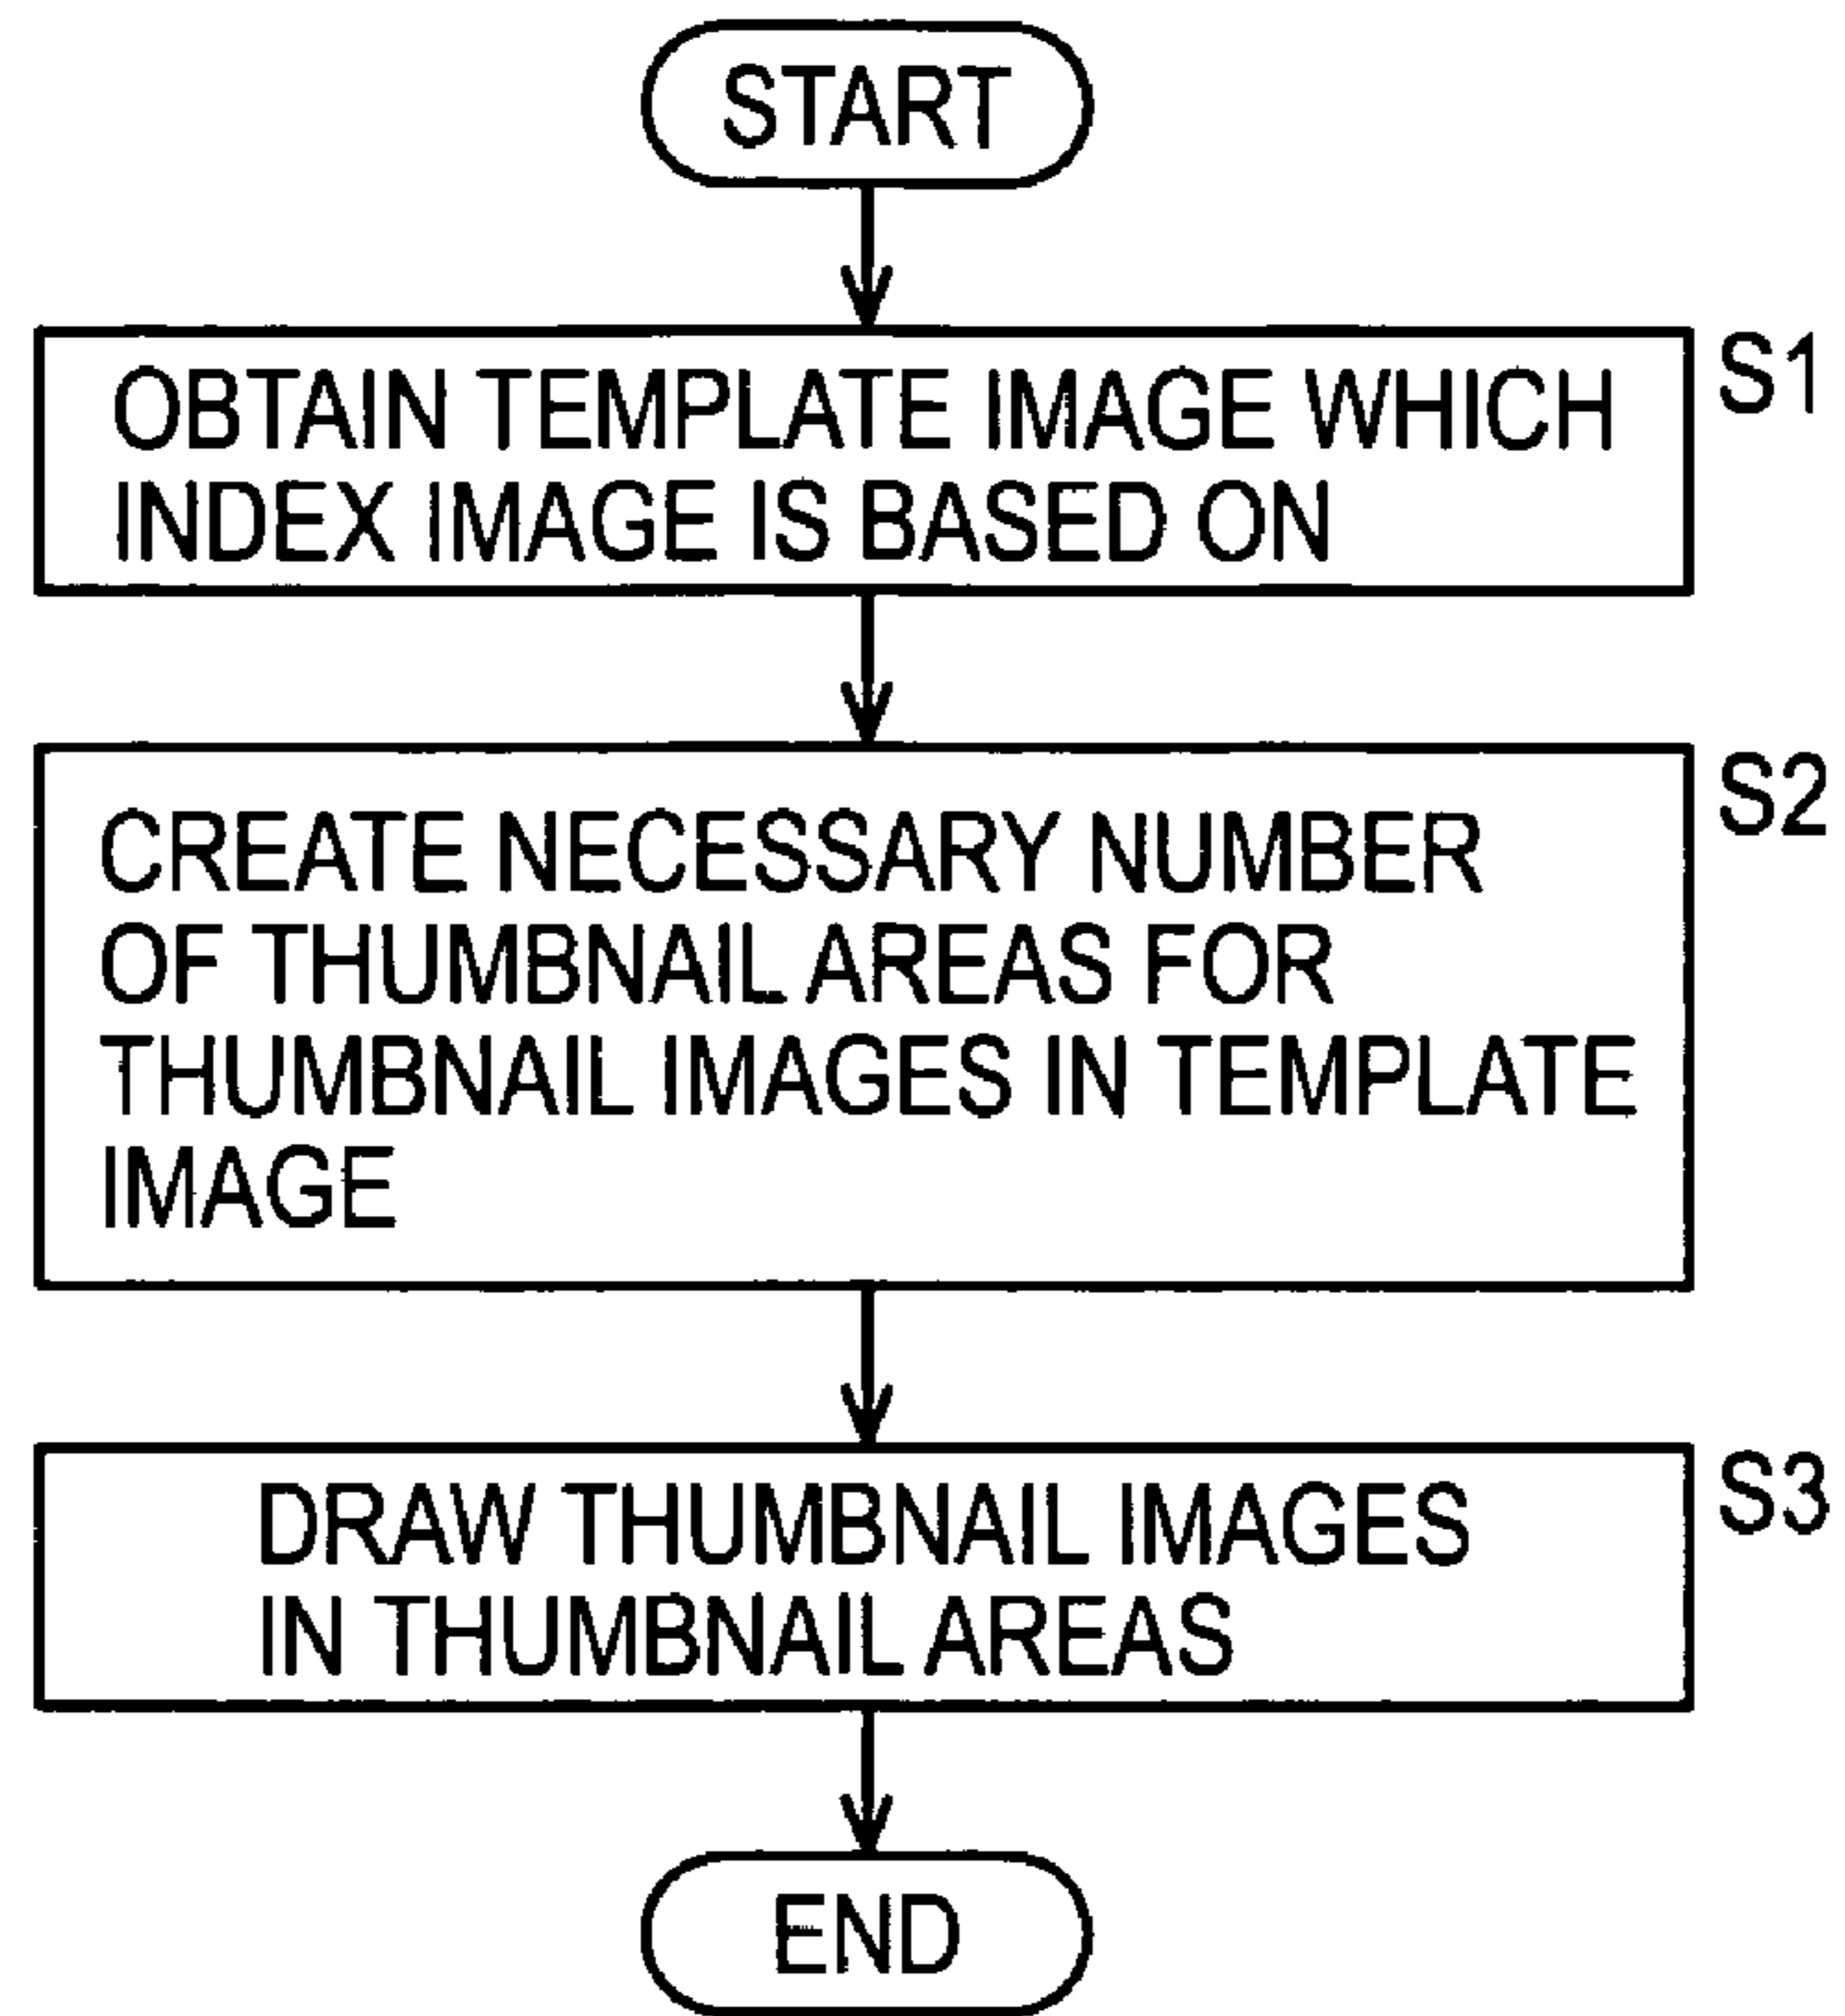 START
OBTAIN TEMPLATE IMAGE WHICH
INDEX IMAGE IS BASED ON
S1
CREATE NECESSARY NUMBER
OF THUMBNAIL AREAS FOR
THUMBNAIL IMAGES IN TEMPLATE
IMAGE
S2
DRAW THUMBNAIL IMAGES
IN THUMBNAIL AREAS
S3
END